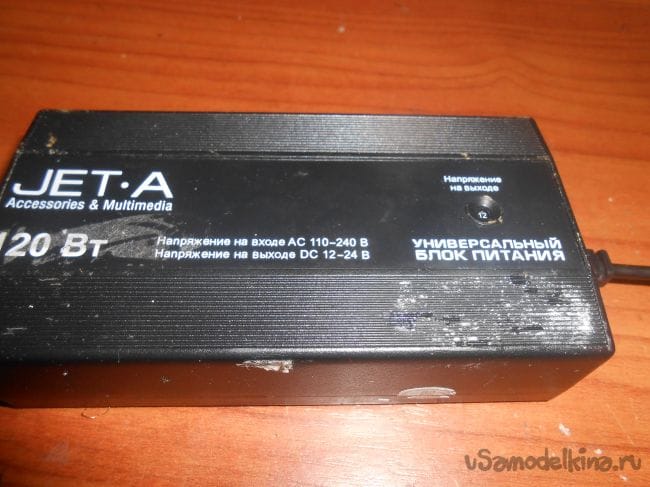 JET·A
Accessories & Multimedia
120 Вт
Напряжение на входе AC 110-240 В
Напряжение на выходе DC 12-24 В
Напряжение
на выходе
12
УНИВЕРСАЛЬНЫЙ
БЛОК ПИТАНИЯ
uSamodelkina.ru